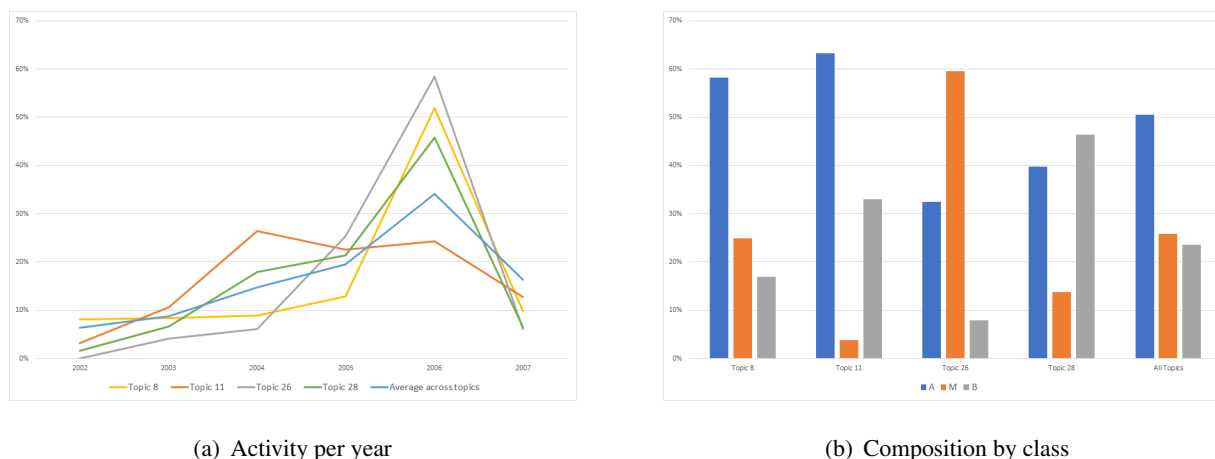 70%
60%
50%
40%
30%
20%
10%
0%
2002 2003 2004 2005 2006 2007
Topic 8 Topic 11 Topic 26 Topic 28 Average across topics
(a) Activity per year
70%
60%
50%
40%
30%
20%
10%
0%
Topic 8 Topic 11 Topic 26 Topic 28 All Topics
A M B
(b) Composition by class